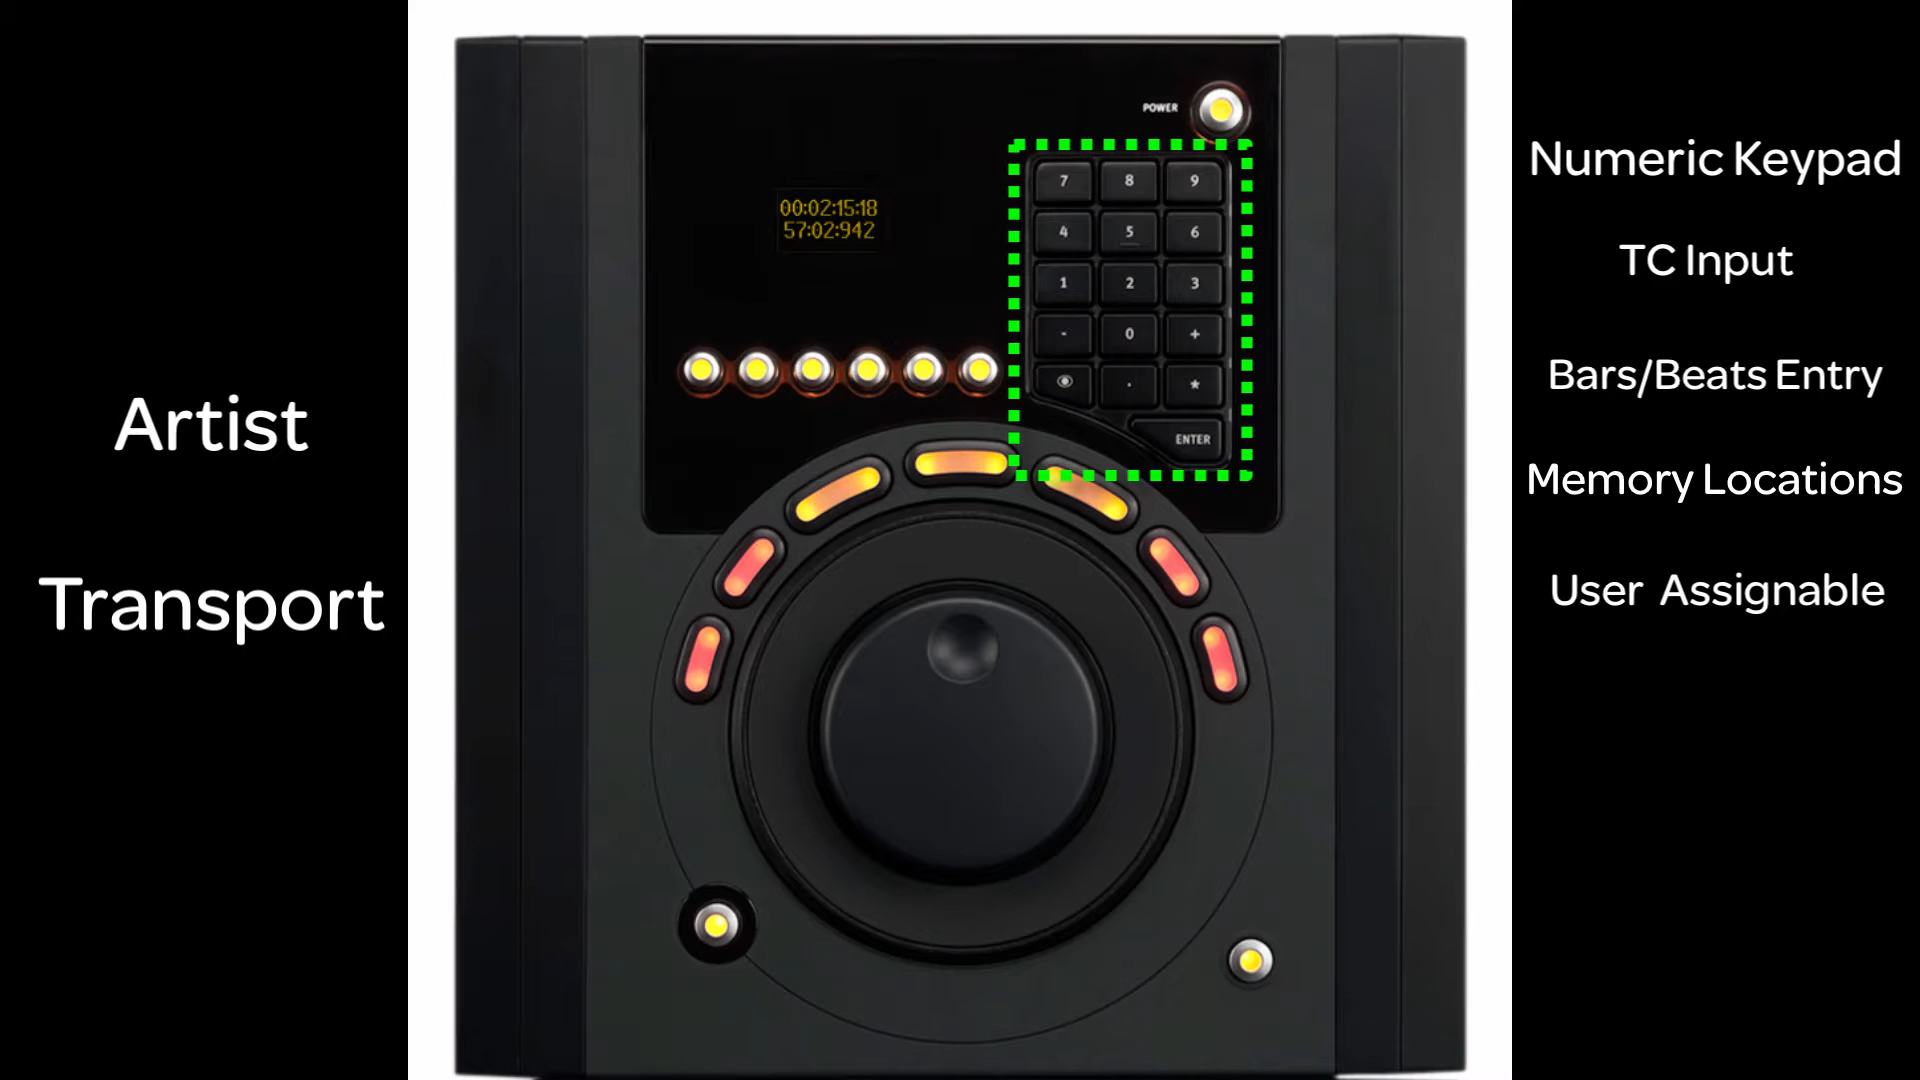 Artist
Transport
POWER
00:02:15:18
57:02:942
7 8 9
4 5 6
1 2 3
- 0 +
. *
ENTER
Numeric Keypad
TC Input
Bars/Beats Entry
Memory Locations
User Assignable